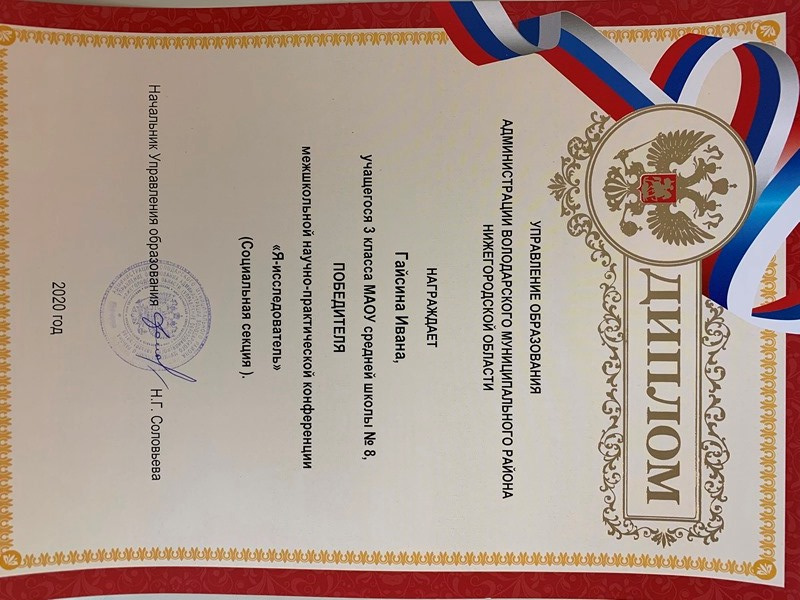 ДИПЛОМ
УПРАВЛЕНИЕ ОБРАЗОВАНИЯ
АДМИНИСТРАЦИИ ВОЛОДАРСКОГО МУНИЦИПАЛЬНОГО РАЙОНА
НИЖЕГОРОДСКОЙ ОБЛАСТИ
НАГРАЖДАЕТ
Гайсина Ивана,
учащегося 3 класса МАОУ средней школы № 8,
ПОБЕДИТЕЛЯ
межшкольной научно-практической конференции
«Я-исследователь»
(Социальная секция ).
Начальник Управления образования Н.Г. Соловьева
2020 год